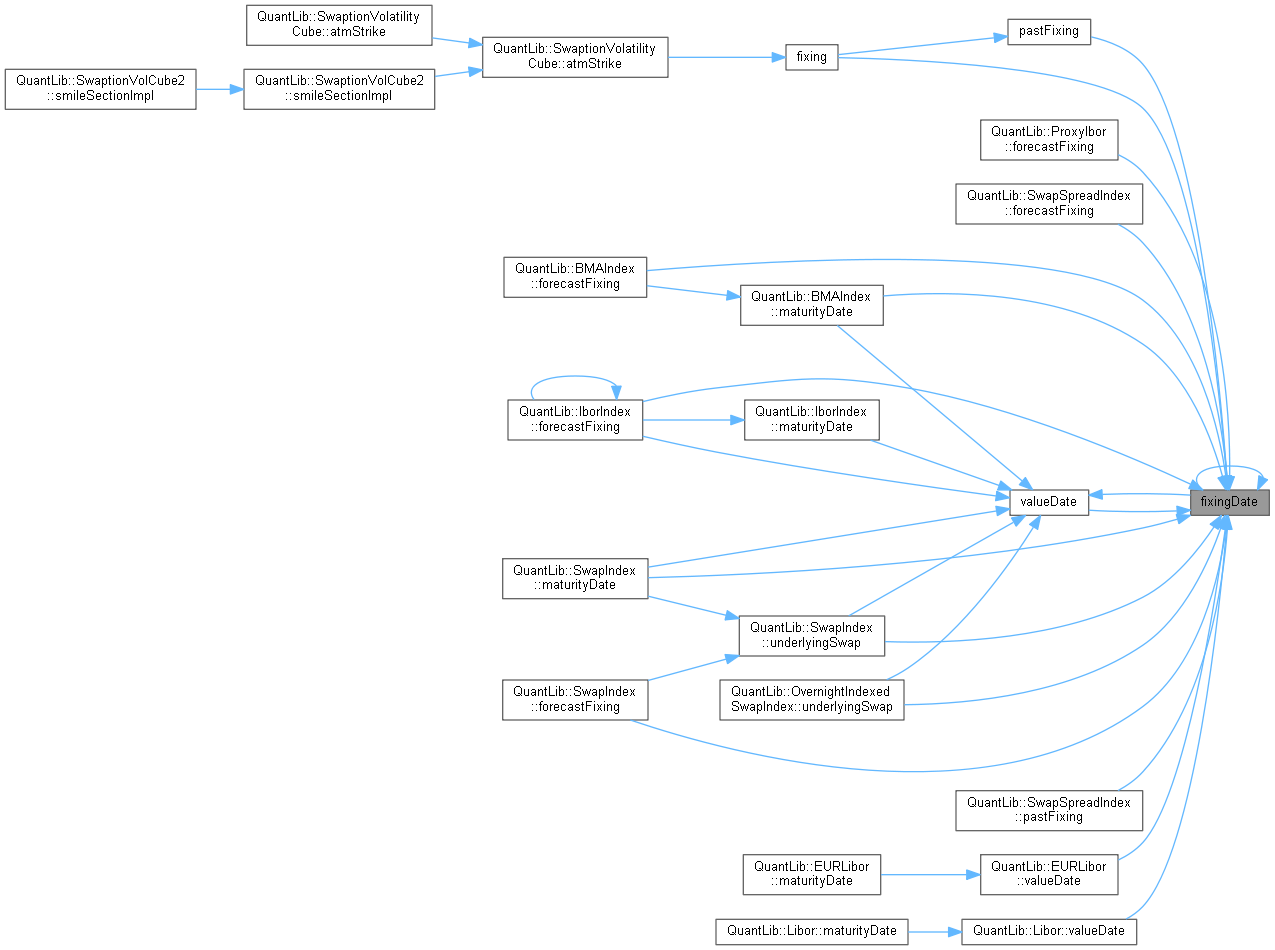 QuantLib::SwaptionVolatility
Cube::atmStrike
QuantLib::SwaptionVolCube2
::smileSectionImpl
QuantLib::SwaptionVolCube2
::smileSectionImpl
QuantLib::SwaptionVolatility
Cube::atmStrike
fixing
pastFixing
QuantLib::ProxyIbor
::forecastFixing
QuantLib::SwapSpreadIndex
::forecastFixing
QuantLib::BMAIndex
::forecastFixing
QuantLib::BMAIndex
::maturityDate
QuantLib::IborIndex
::forecastFixing
QuantLib::IborIndex
::maturityDate
valueDate
fixingDate
QuantLib::SwapIndex
::maturityDate
QuantLib::SwapIndex
::underlyingSwap
QuantLib::SwapIndex
::forecastFixing
QuantLib::OvernightIndexed
SwapIndex::underlyingSwap
QuantLib::SwapSpreadIndex
::pastFixing
QuantLib::EURLibor
::maturityDate
QuantLib::EURLibor
::valueDate
QuantLib::Libor::maturityDate
QuantLib::Libor::valueDate